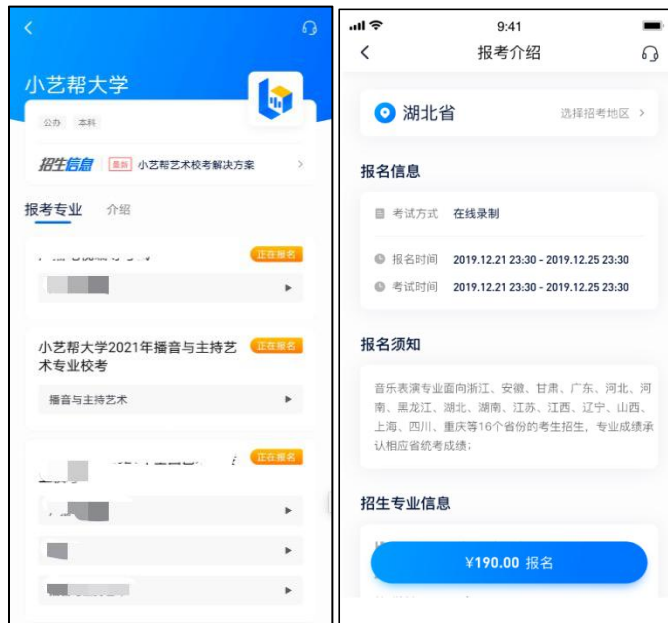 小艺帮大学
公办 本科
招生信息 最新 小艺帮艺术校考解决方案
报考专业 介绍
正在报名
小艺帮大学2021年播音与主持艺
术专业校考
正在报名
播音与主持艺术
正在报名
9:41
报考介绍
湖北省 选择招考地区
报名信息
考试方式 在线录制
报名时间 2019.12.21 23:30 - 2019.12.25 23:30
考试时间 2019.12.21 23:30 - 2019.12.25 23:30
报名须知
音乐表演专业面向浙江、安徽、甘肃、广东、河北、河
南、黑龙江、湖北、湖南、江苏、江西、辽宁、山西、
上海、四川、重庆等16个省份的考生招生，专业成绩承
认相应省统考成绩；
招生专业信息
¥190.00 报名